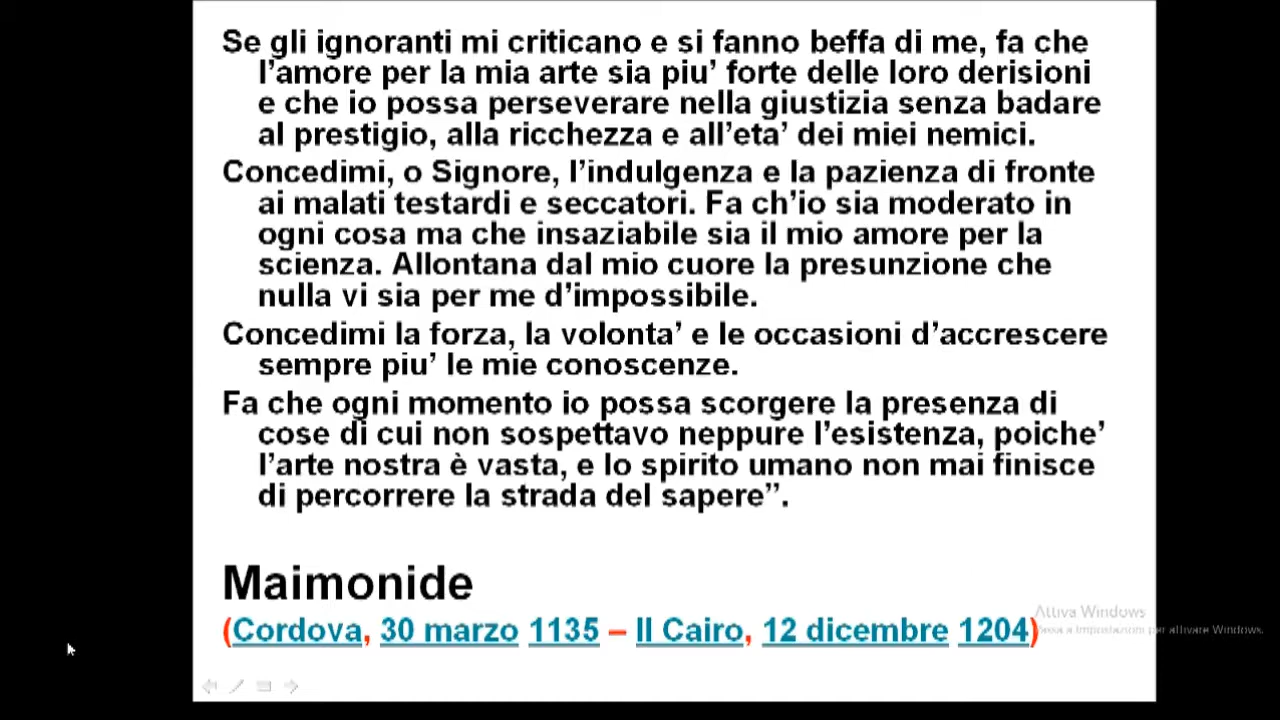 Se gli ignoranti mi criticano e si fanno beffa di me, fa che
l’amore per la mia arte sia piu’ forte delle loro derisioni
e che io possa perseverare nella giustizia senza badare
al prestigio, alla ricchezza e all’eta’ dei miei nemici.
Concedimi, o Signore, l’indulgenza e la pazienza di fronte
ai malati testardi e seccatori. Fa ch’io sia moderato in
ogni cosa ma che insaziabile sia il mio amore per la
scienza. Allontana dal mio cuore la presunzione che
nulla vi sia per me d’impossibile.
Concedimi la forza, la volonta’ e le occasioni d’accrescere
sempre piu’ le mie conoscenze.
Fa che ogni momento io possa scorgere la presenza di
cose di cui non sospettavo neppure l’esistenza, poiche’
l’arte nostra è vasta, e lo spirito umano non mai finisce
di percorrere la strada del sapere”.
Maimonide
(Cordova, 30 marzo 1135 – Il Cairo, 12 dicembre 1204)
Attiva Windows
a Impostazioni per attivare Windows.